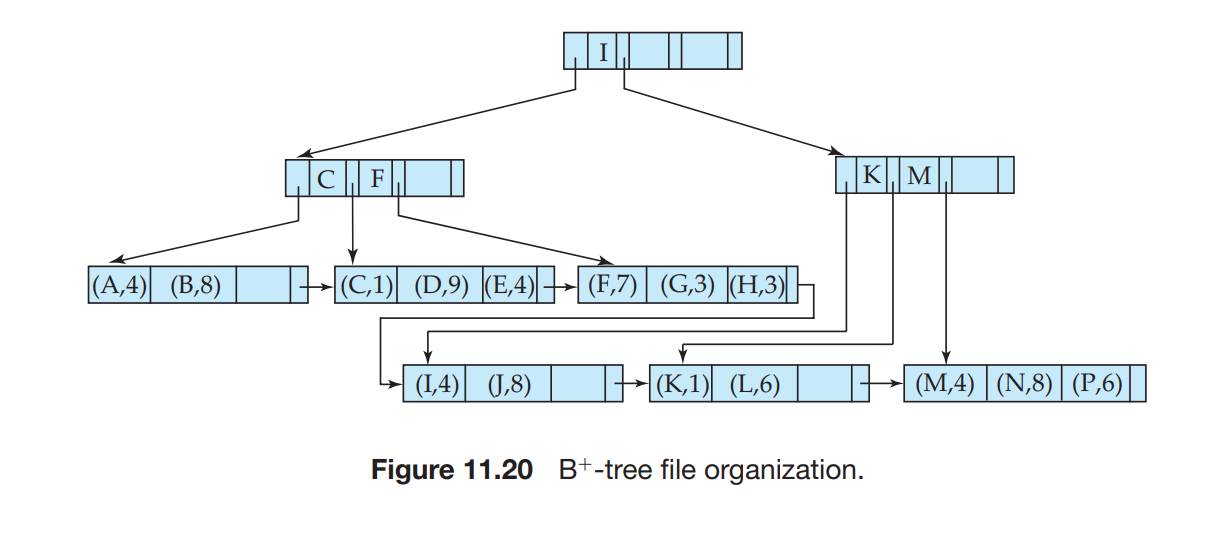 I
C F
K M
(A,4) (B,8) (C,1) (D,9) (E,4) (F,7) (G,3) (H,3)
(I,4) (J,8) (K,1) (L,6) (M,4) (N,8) (P,6)
Figure 11.20 B+-tree file organization.